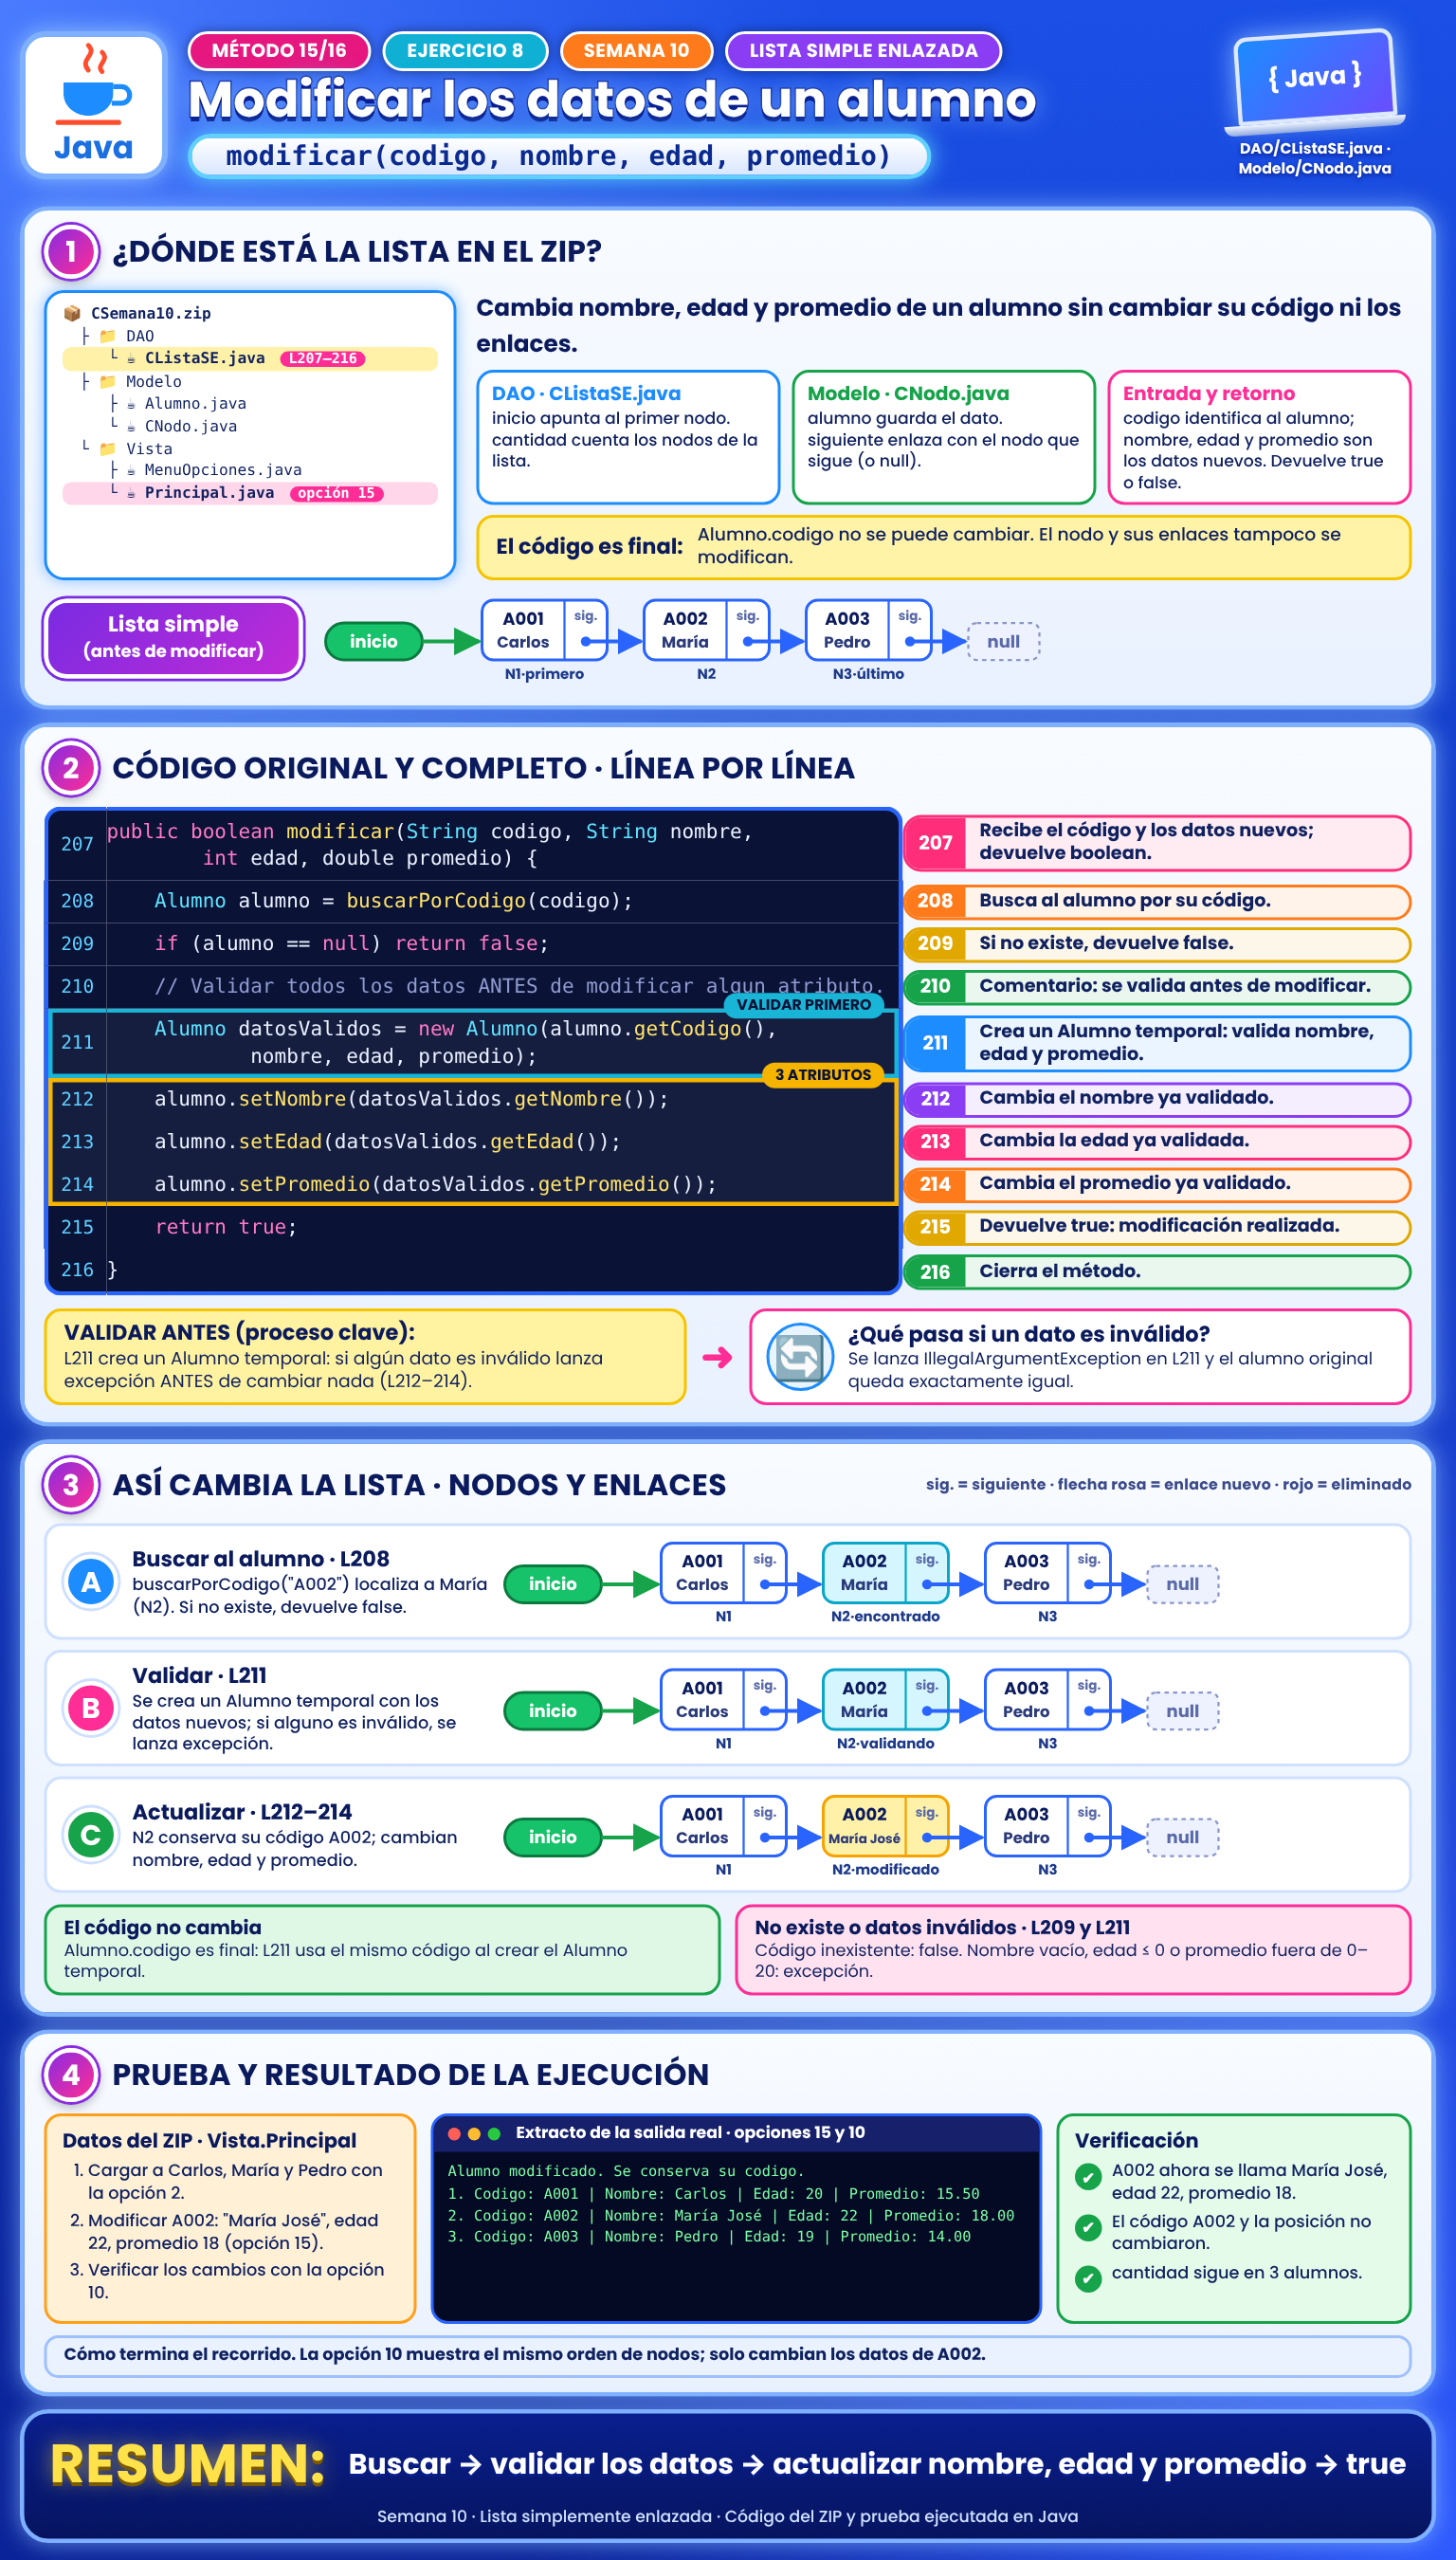 Java
MÉTODO 15/16
EJERCICIO 8
SEMANA 10
LISTA SIMPLE ENLAZADA
Modificar los datos de un alumno
modificar(codigo, nombre, edad, promedio)
{ Java }
DAO/CListaSE.java ·
Modelo/CNodo.java
1
¿DÓNDE ESTÁ LA LISTA EN EL ZIP?
CSemana10.zip
DAO
CListaSE.java L207–216
Modelo
Alumno.java
CNodo.java
Vista
MenuOpciones.java
Principal.java opción 15
Cambia nombre, edad y promedio de un alumno sin cambiar su código ni los
enlaces.
DAO · CListaSE.java
inicio apunta al primer nodo.
cantidad cuenta los nodos de la
lista.
Modelo · CNodo.java
alumno guarda el dato.
siguiente enlaza con el nodo que
sigue (o null).
Entrada y retorno
codigo identifica al alumno;
nombre, edad y promedio son
los datos nuevos. Devuelve true
o false.
El código es final:
Alumno.codigo no se puede cambiar. El nodo y sus enlaces tampoco se
modifican.
Lista simple
(antes de modificar)
inicio
A001
Carlos
sig.
N1·primero
A002
María
sig.
N2
A003
Pedro
sig.
N3·último
null
2
CÓDIGO ORIGINAL Y COMPLETO · LÍNEA POR LÍNEA
207 public boolean modificar(String codigo, String nombre,
int edad, double promedio) {
208 Alumno alumno = buscarPorCodigo(codigo);
209 if (alumno == null) return false;
210 // Validar todos los datos ANTES de modificar algun atributo.
VALIDAR PRIMERO
211 Alumno datosValidos = new Alumno(alumno.getCodigo(),
nombre, edad, promedio);
3 ATRIBUTOS
212 alumno.setNombre(datosValidos.getNombre());
213 alumno.setEdad(datosValidos.getEdad());
214 alumno.setPromedio(datosValidos.getPromedio());
215 return true;
216 }
207 Recibe el código y los datos nuevos;
devuelve boolean.
208 Busca al alumno por su código.
209 Si no existe, devuelve false.
210 Comentario: se valida antes de modificar.
211 Crea un Alumno temporal: valida nombre,
edad y promedio.
212 Cambia el nombre ya validado.
213 Cambia la edad ya validada.
214 Cambia el promedio ya validado.
215 Devuelve true: modificación realizada.
216 Cierra el método.
VALIDAR ANTES (proceso clave):
L211 crea un Alumno temporal: si algún dato es inválido lanza
excepción ANTES de cambiar nada (L212–214).
➜
¿Qué pasa si un dato es inválido?
Se lanza IllegalArgumentException en L211 y el alumno original
queda exactamente igual.
3
ASÍ CAMBIA LA LISTA · NODOS Y ENLACES
sig. = siguiente · flecha rosa = enlace nuevo · rojo = eliminado
A
Buscar al alumno · L208
buscarPorCodigo("A002") localiza a María
(N2). Si no existe, devuelve false.
inicio
A001
Carlos
sig.
N1
A002
María
sig.
N2·encontrado
A003
Pedro
sig.
N3
null
B
Validar · L211
Se crea un Alumno temporal con los
datos nuevos; si alguno es inválido, se
lanza excepción.
inicio
A001
Carlos
sig.
N1
A002
María
sig.
N2·validando
A003
Pedro
sig.
N3
null
C
Actualizar · L212–214
N2 conserva su código A002; cambian
nombre, edad y promedio.
inicio
A001
Carlos
sig.
N1
A002
María José
sig.
N2·modificado
A003
Pedro
sig.
N3
null
El código no cambia
Alumno.codigo es final: L211 usa el mismo código al crear el Alumno
temporal.
No existe o datos inválidos · L209 y L211
Código inexistente: false. Nombre vacío, edad ≤ 0 o promedio fuera de 0–
20: excepción.
4
PRUEBA Y RESULTADO DE LA EJECUCIÓN
Datos del ZIP · Vista.Principal
1. Cargar a Carlos, María y Pedro con
la opción 2.
2. Modificar A002: "María José", edad
22, promedio 18 (opción 15).
3. Verificar los cambios con la opción
10.
Extracto de la salida real · opciones 15 y 10
Alumno modificado. Se conserva su codigo.
1. Codigo: A001 | Nombre: Carlos | Edad: 20 | Promedio: 15.50
2. Codigo: A002 | Nombre: María José | Edad: 22 | Promedio: 18.00
3. Codigo: A003 | Nombre: Pedro | Edad: 19 | Promedio: 14.00
Verificación
✔ A002 ahora se llama María José,
edad 22, promedio 18.
✔ El código A002 y la posición no
cambiaron.
✔ cantidad sigue en 3 alumnos.
Cómo termina el recorrido. La opción 10 muestra el mismo orden de nodos; solo cambian los datos de A002.
RESUMEN:
Buscar → validar los datos → actualizar nombre, edad y promedio → true
Semana 10 · Lista simplemente enlazada · Código del ZIP y prueba ejecutada en Java